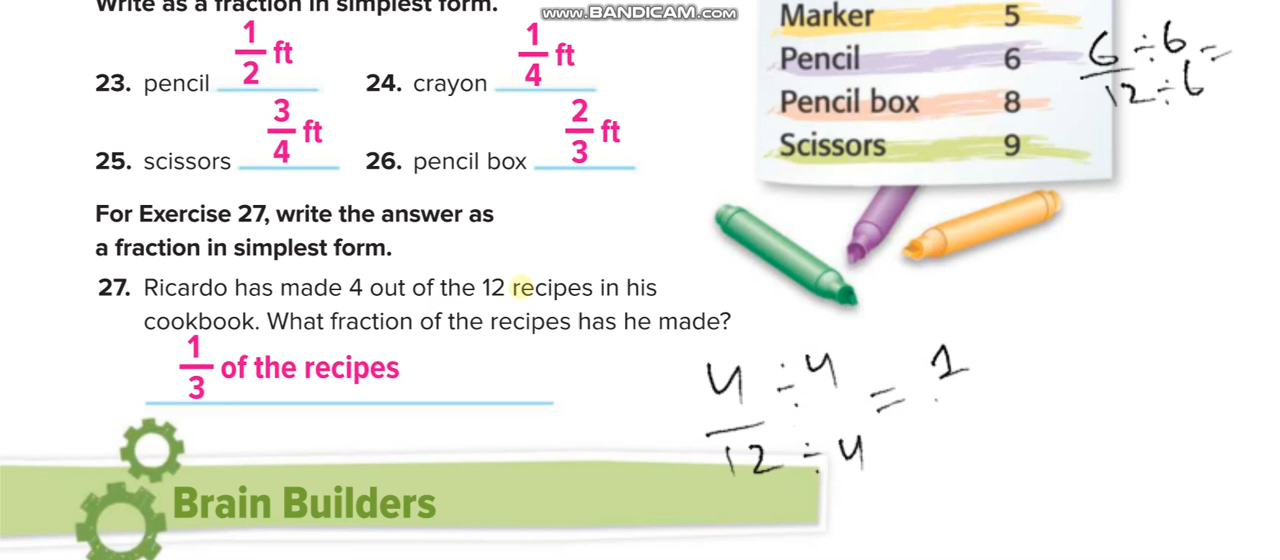 Write as a fraction in simplest form.
www.BANDICAM.com
Marker 5
Pencil 6
Pencil box 8
Scissors 9
6 ÷ 6 =
12 ÷ 6
23. pencil 1/2 ft
24. crayon 1/4 ft
25. scissors 3/4 ft
26. pencil box 2/3 ft
For Exercise 27, write the answer as
a fraction in simplest form.
27. Ricardo has made 4 out of the 12 recipes in his
cookbook. What fraction of the recipes has he made?
1/3 of the recipes
4 ÷ 4 = 1
12 ÷ 4
Brain Builders